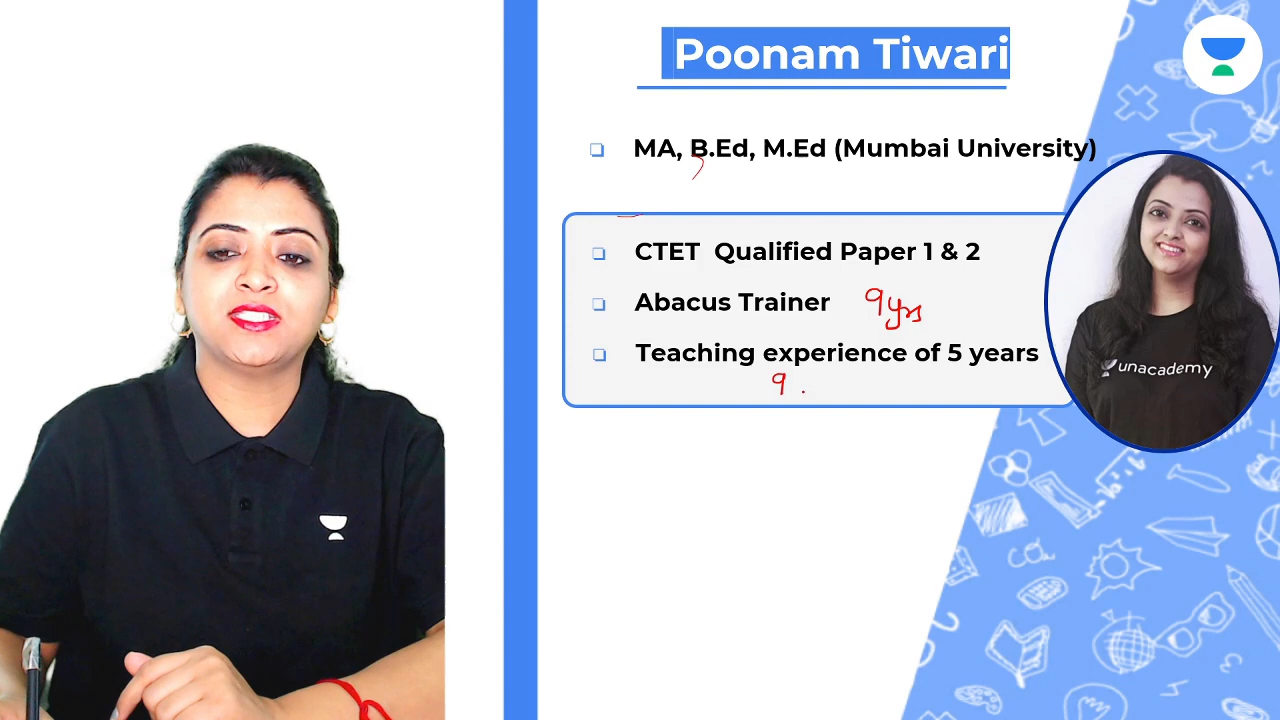 Poonam Tiwari
MA, B.Ed, M.Ed (Mumbai University)
CTET Qualified Paper 1 & 2
Abacus Trainer 9yrs
Teaching experience of 5 years
9 .
unacademy